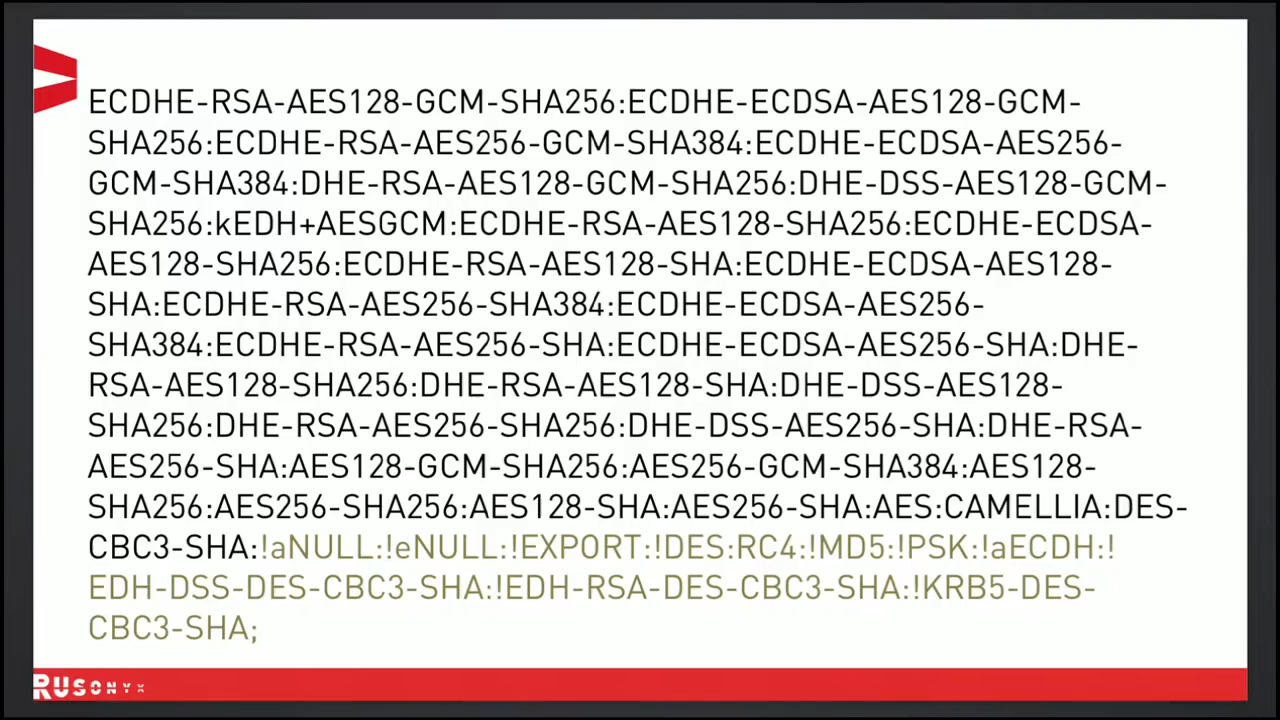 ECDHE-RSA-AES128-GCM-SHA256:ECDHE-ECDSA-AES128-GCM-
SHA256:ECDHE-RSA-AES256-GCM-SHA384:ECDHE-ECDSA-AES256-
GCM-SHA384:DHE-RSA-AES128-GCM-SHA256:DHE-DSS-AES128-GCM-
SHA256:kEDH+AESGCM:ECDHE-RSA-AES128-SHA256:ECDHE-ECDSA-
AES128-SHA256:ECDHE-RSA-AES128-SHA:ECDHE-ECDSA-AES128-
SHA:ECDHE-RSA-AES256-SHA384:ECDHE-ECDSA-AES256-
SHA384:ECDHE-RSA-AES256-SHA:ECDHE-ECDSA-AES256-SHA:DHE-
RSA-AES128-SHA256:DHE-RSA-AES128-SHA:DHE-DSS-AES128-
SHA256:DHE-RSA-AES256-SHA256:DHE-DSS-AES256-SHA:DHE-RSA-
AES256-SHA:AES128-GCM-SHA256:AES256-GCM-SHA384:AES128-
SHA256:AES256-SHA256:AES128-SHA:AES256-SHA:AES:CAMELLIA:DES-
CBC3-SHA:!aNULL:!eNULL:!EXPORT:!DES:RC4:!MD5:!PSK:!aECDH:!
EDH-DSS-DES-CBC3-SHA:!EDH-RSA-DES-CBC3-SHA:!KRB5-DES-
CBC3-SHA;
RUSONYX